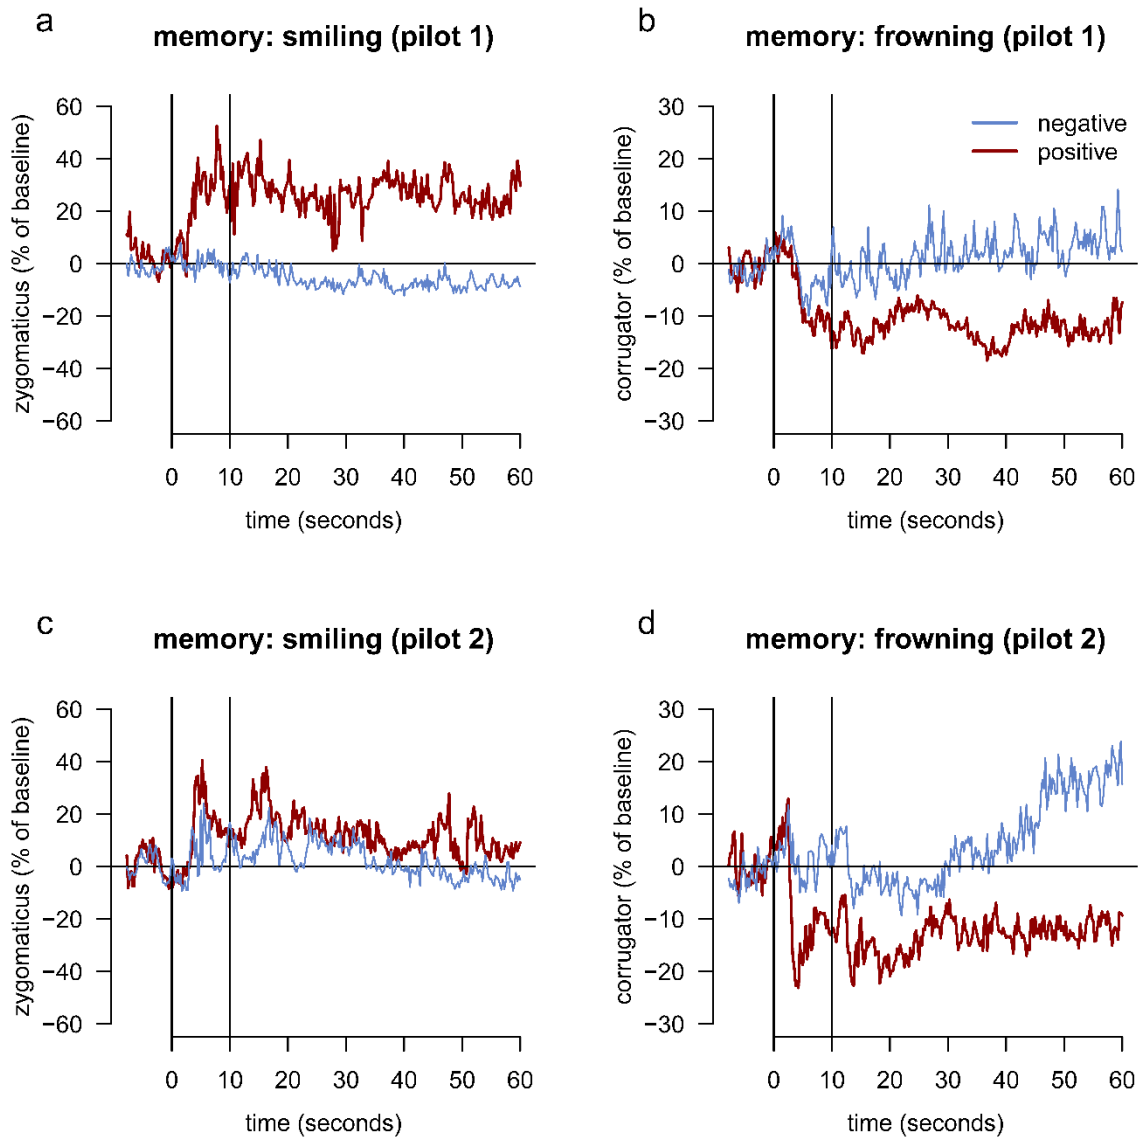 a
memory: smiling (pilot 1)
zygomaticus (% of baseline)
60
40
20
0
−20
−40
−60
0 10 20 30 40 50 60
time (seconds)
b
memory: frowning (pilot 1)
corrugator (% of baseline)
30
20
10
0
−10
−20
−30
negative
positive
0 10 20 30 40 50 60
time (seconds)
c
memory: smiling (pilot 2)
zygomaticus (% of baseline)
60
40
20
0
−20
−40
−60
0 10 20 30 40 50 60
time (seconds)
d
memory: frowning (pilot 2)
corrugator (% of baseline)
30
20
10
0
−10
−20
−30
0 10 20 30 40 50 60
time (seconds)